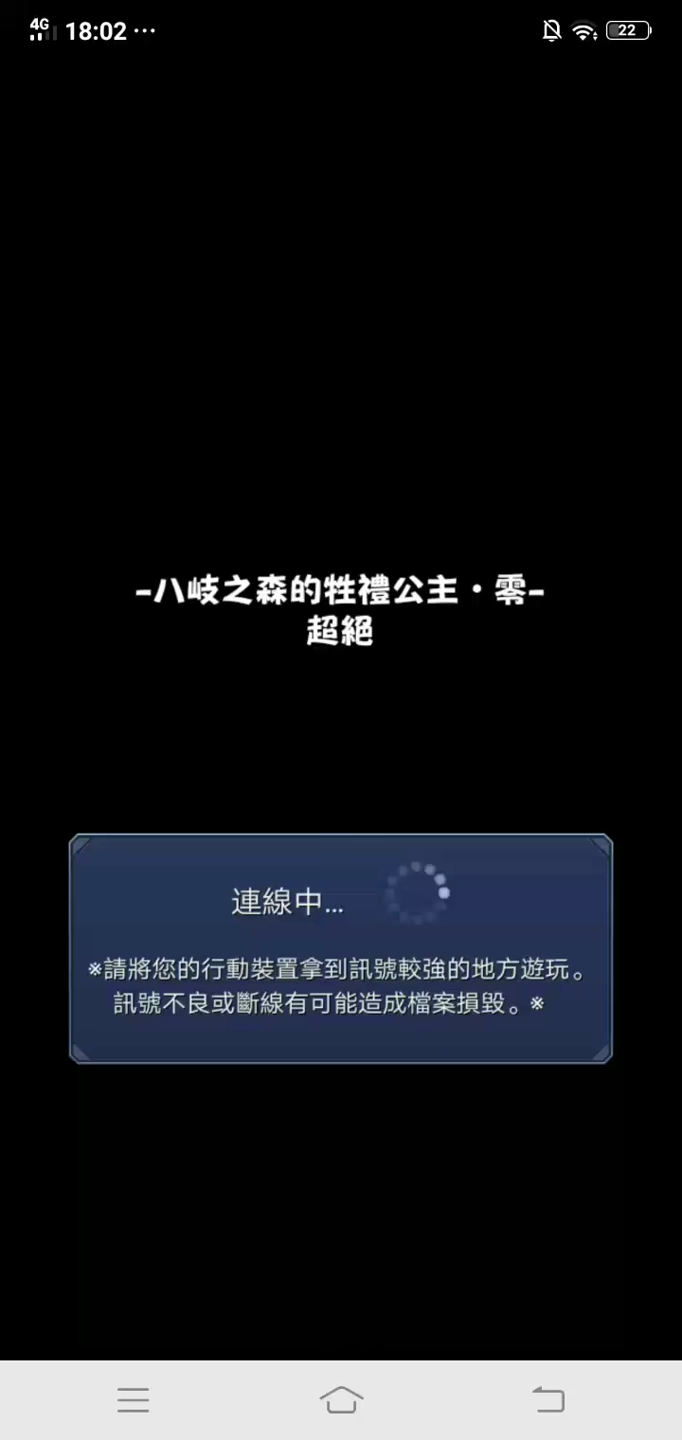 4G 18:02 ... 22
-八岐之森的牲禮公主・零-
超絕
連線中...
※請將您的行動裝置拿到訊號較強的地方遊玩。
訊號不良或斷線有可能造成檔案損毀。※